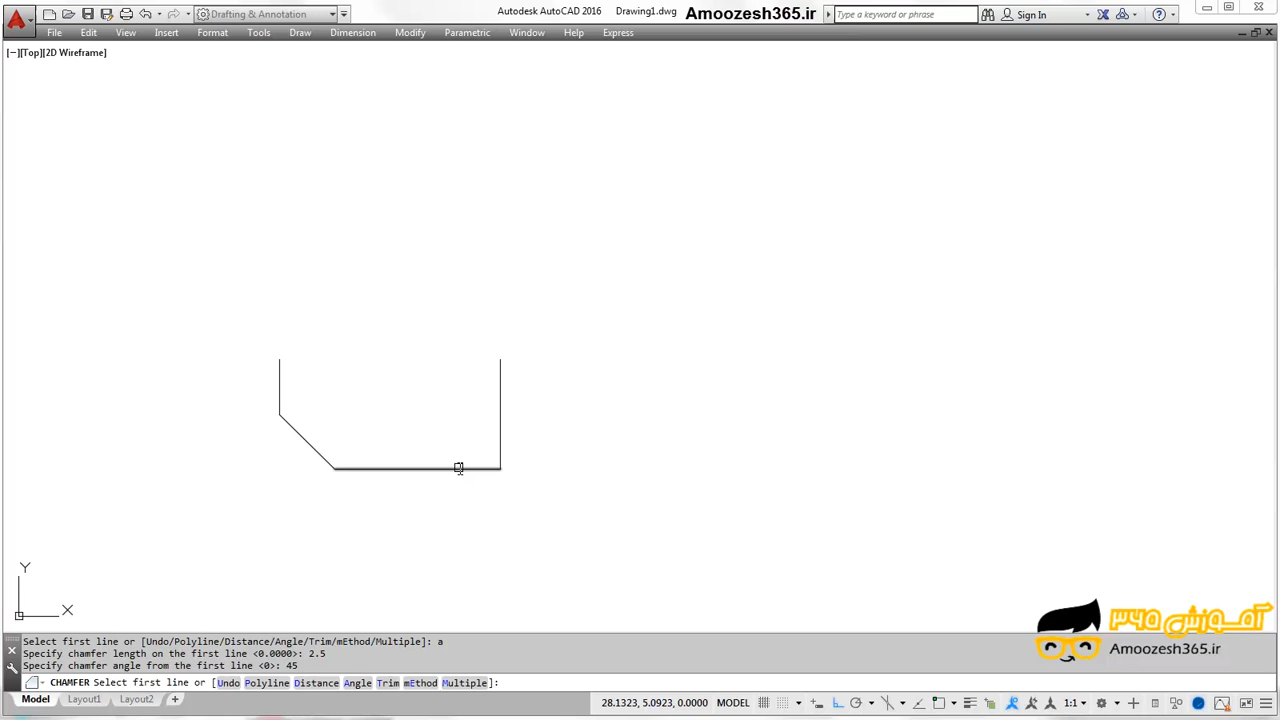 Drafting & Annotation
Autodesk AutoCAD 2016 Drawing1.dwg
Amoozesh365.ir
Type a keyword or phrase
Sign In
File Edit View Insert Format Tools Draw Dimension Modify Parametric Window Help Express
[−][Top][2D Wireframe]
Y
X
آموزش ۳۶۵
Amoozesh365.ir
Select first line or [Undo/Polyline/Distance/Angle/Trim/mEthod/Multiple]: a
Specify chamfer length on the first line <0.0000>: 2.5
Specify chamfer angle from the first line <0>: 45
CHAMFER Select first line or [Undo Polyline Distance Angle Trim mEthod Multiple]:
Model Layout1 Layout2 +
28.1323, 5.0923, 0.0000 MODEL 1:1